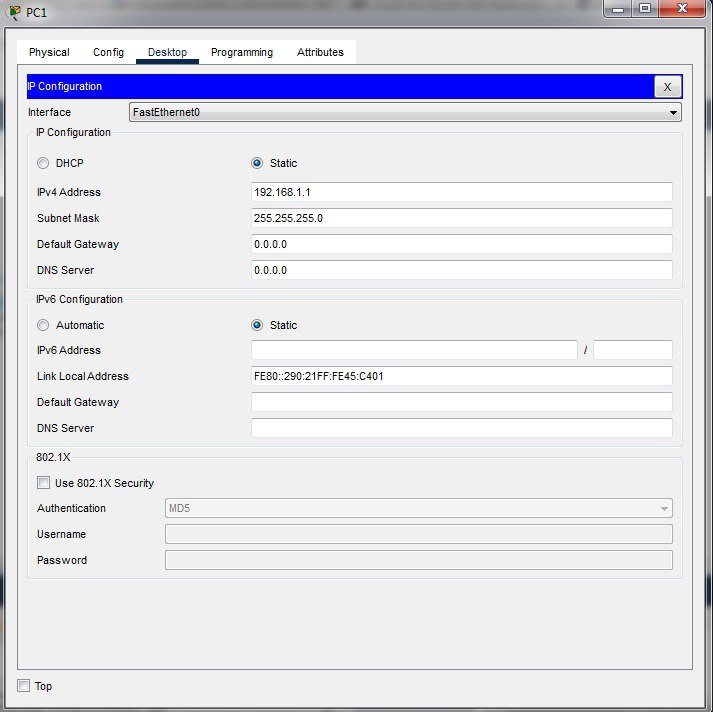 PC1
Physical Config Desktop Programming Attributes
IP Configuration X
Interface FastEthernet0
IP Configuration
DHCP Static
IPv4 Address 192.168.1.1
Subnet Mask 255.255.255.0
Default Gateway 0.0.0.0
DNS Server 0.0.0.0
IPv6 Configuration
Automatic Static
IPv6 Address /
Link Local Address FE80::290:21FF:FE45:C401
Default Gateway
DNS Server
802.1X
Use 802.1X Security
Authentication MD5
Username
Password
Top